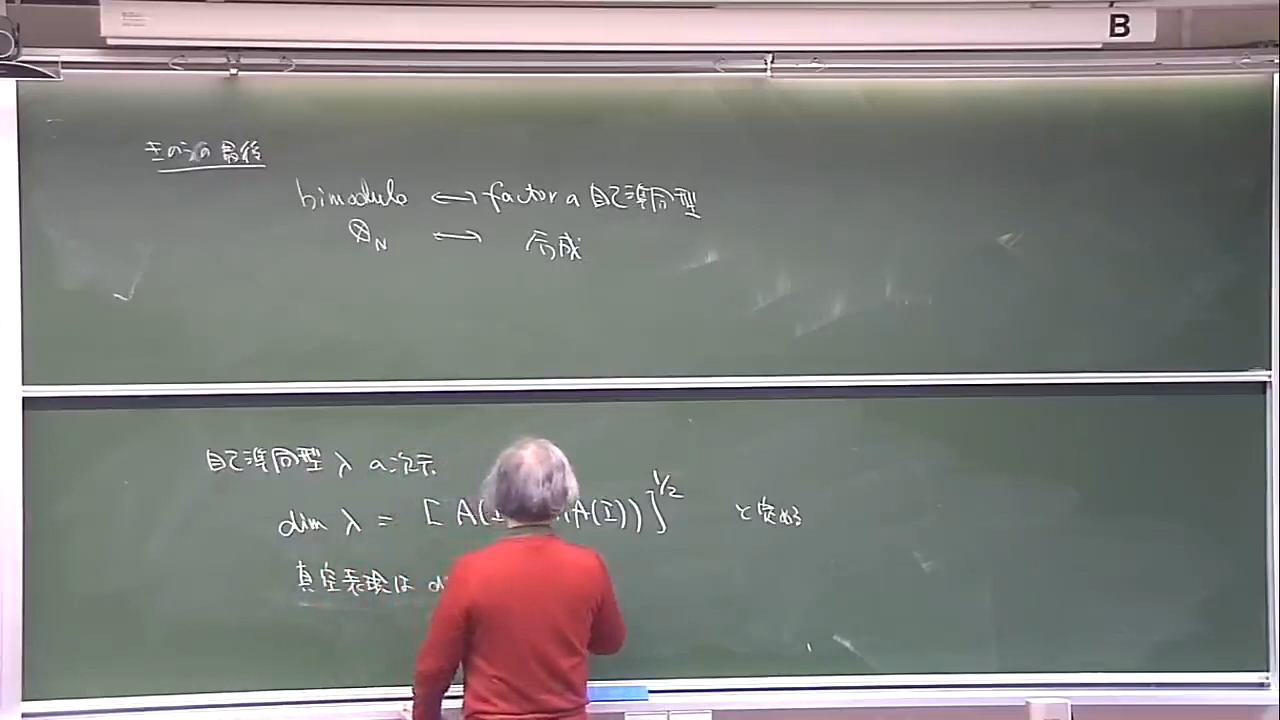 B
きのうの最後
bimodule ⟷ factor の 自己準同型
⊗_N ⟷ 合成
自己準同型 λ の次元
dim λ = [A(I λ(A(I))]^{1/2} と定める
真空表現は